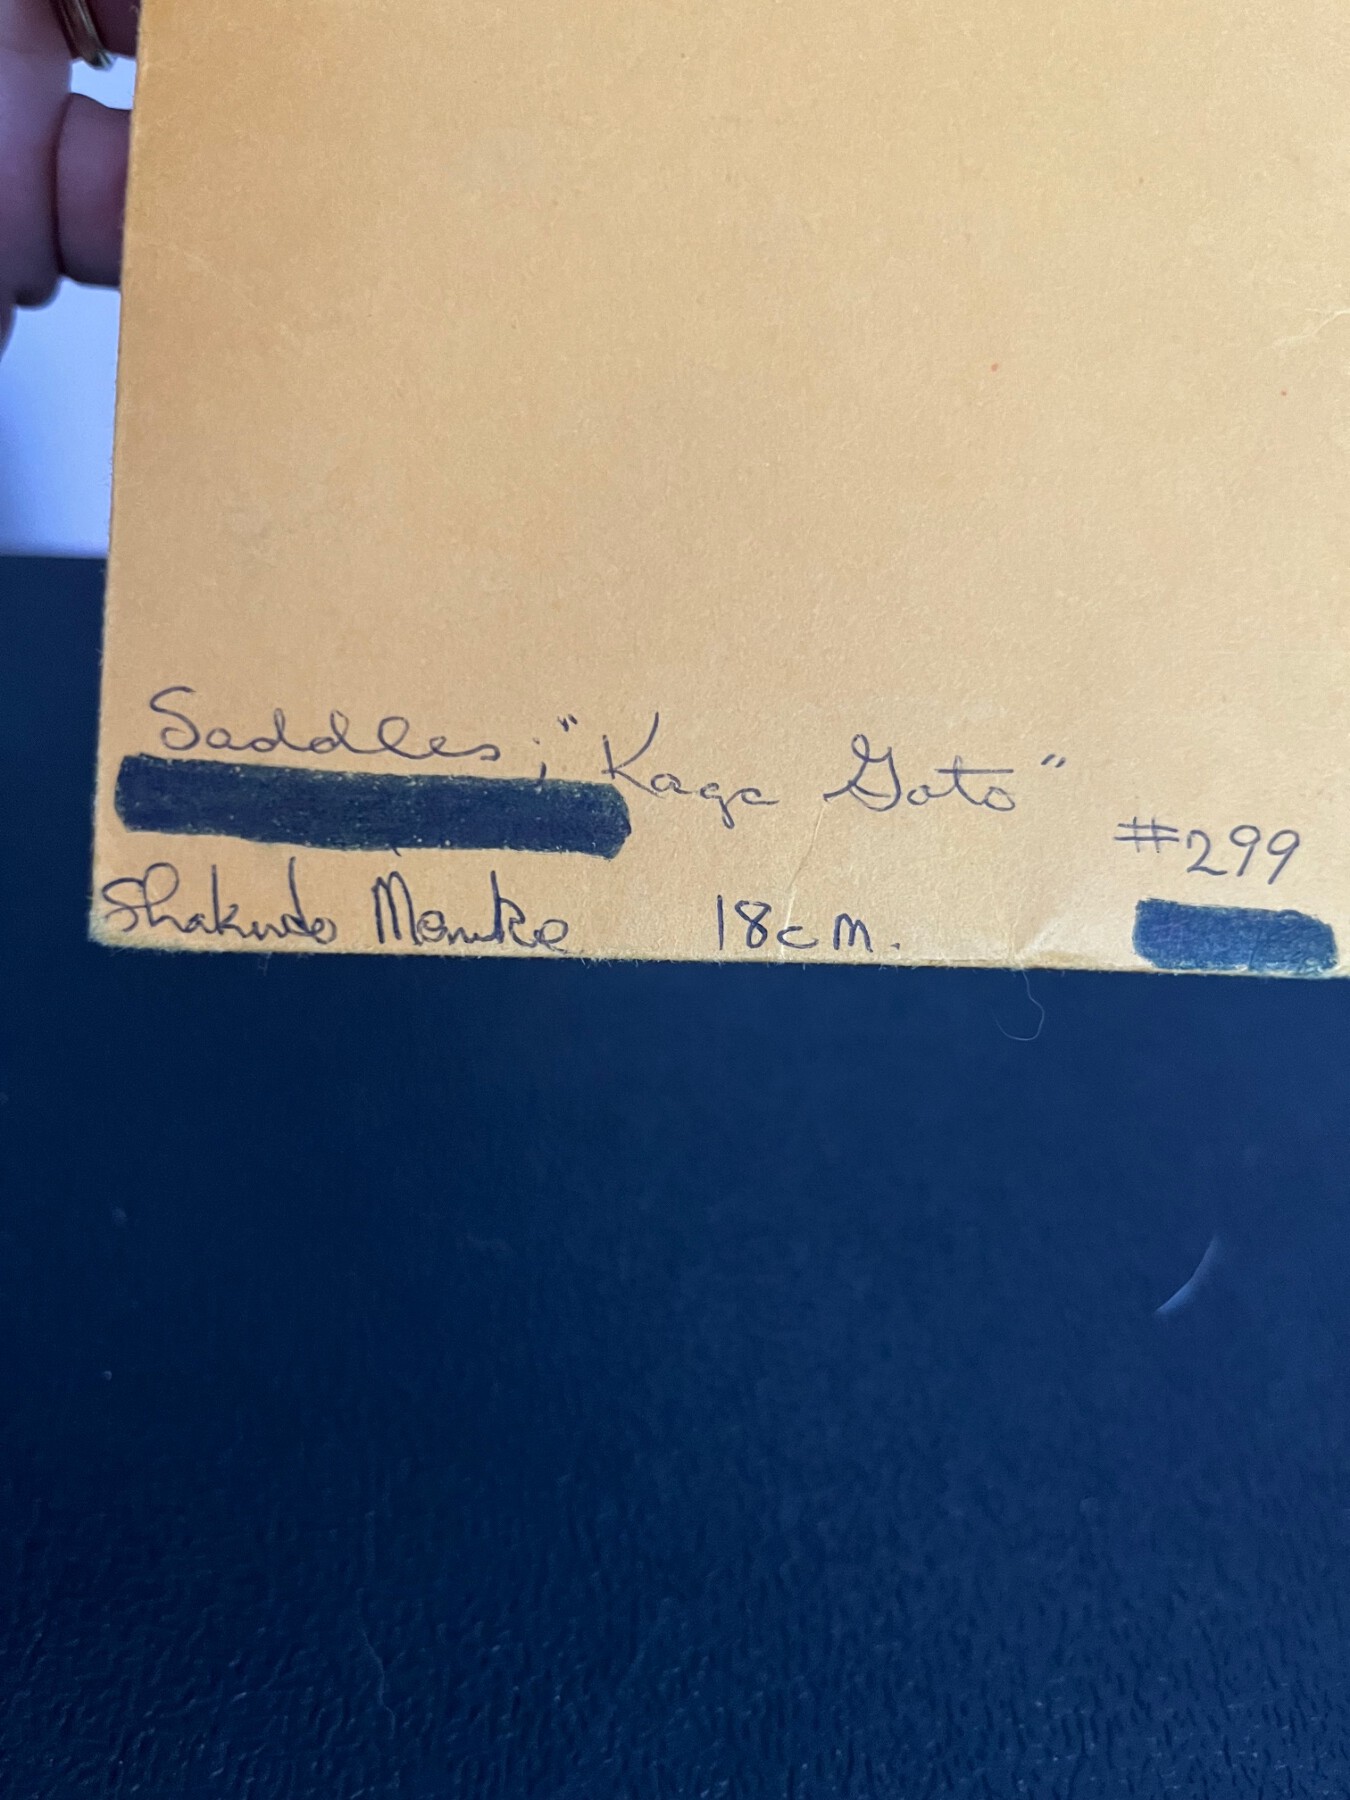 Saddles; "Kaga Goto"
#299
Shakudo Menuke 18cm.